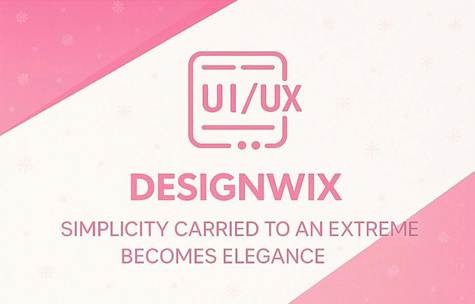 UI/UX
DESIGNWIX
SIMPLICITY CARRIED TO AN EXTREME
BECOMES ELEGANCE